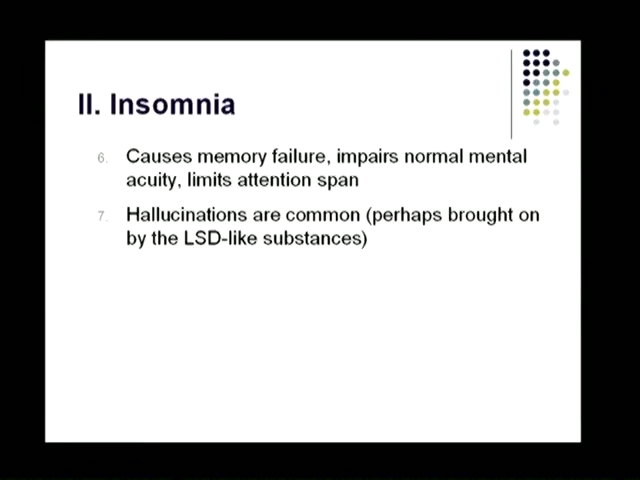 II. Insomnia
6. Causes memory failure, impairs normal mental
acuity, limits attention span
7. Hallucinations are common (perhaps brought on
by the LSD-like substances)